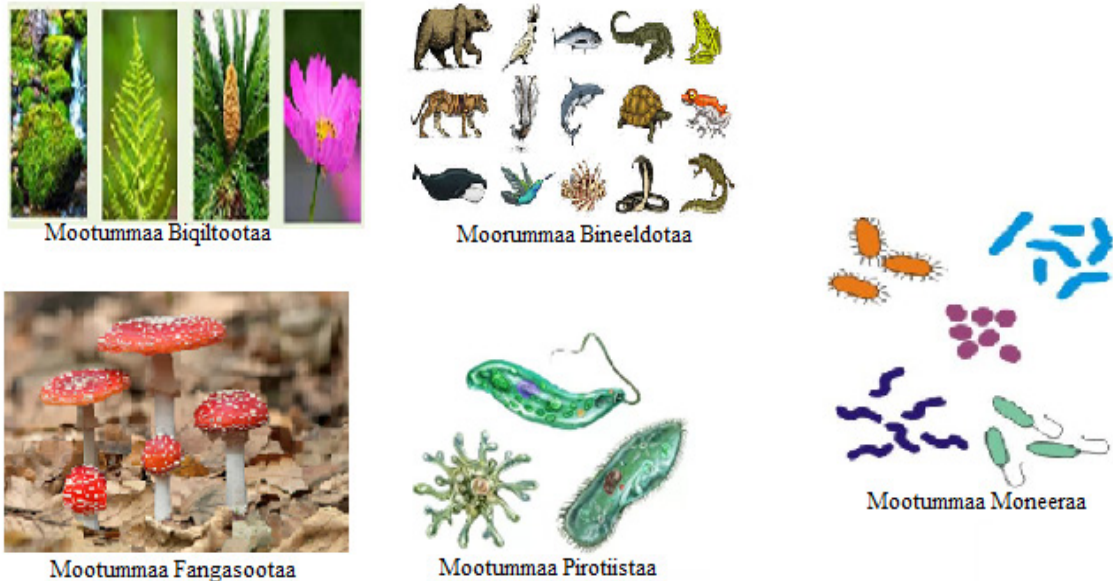 Mootummaa Biqiltootaa
Moorummaa Bineeldotaa
Mootummaa Moneeraa
Mootummaa Fangasootaa
Mootummaa Pirotiistaa